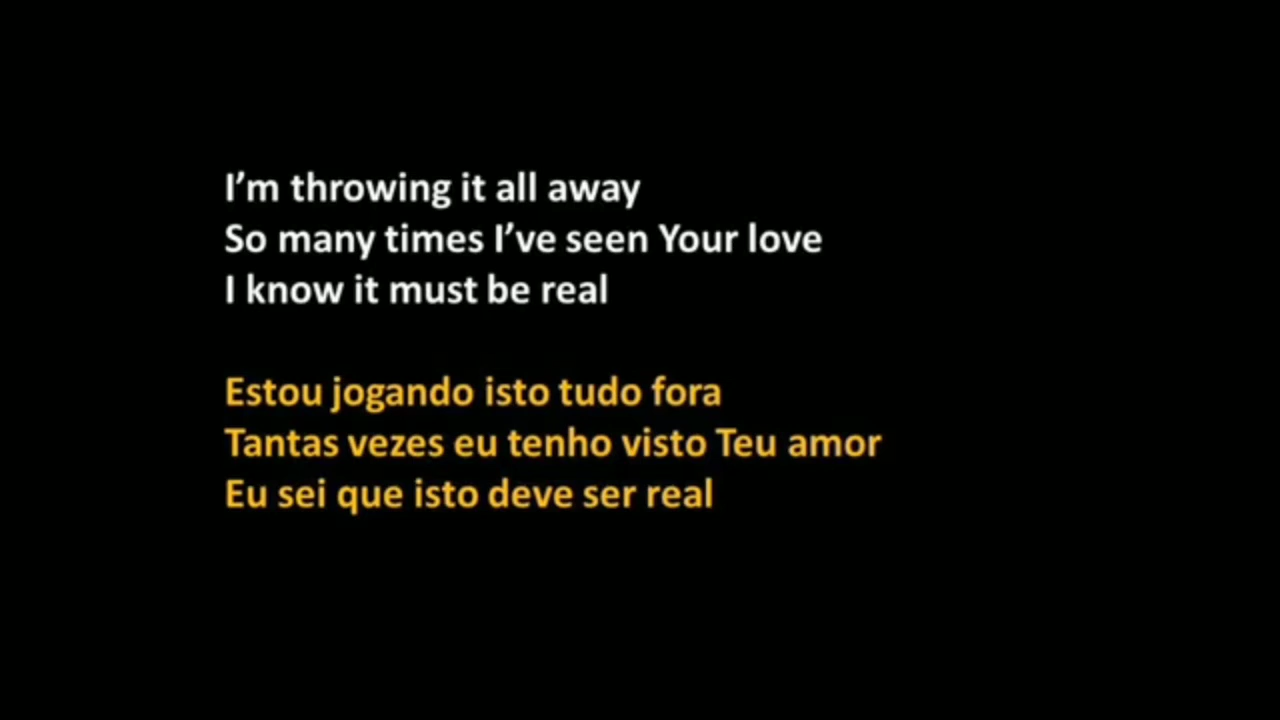 I’m throwing it all away
So many times I’ve seen Your love
I know it must be real
Estou jogando isto tudo fora
Tantas vezes eu tenho visto Teu amor
Eu sei que isto deve ser real